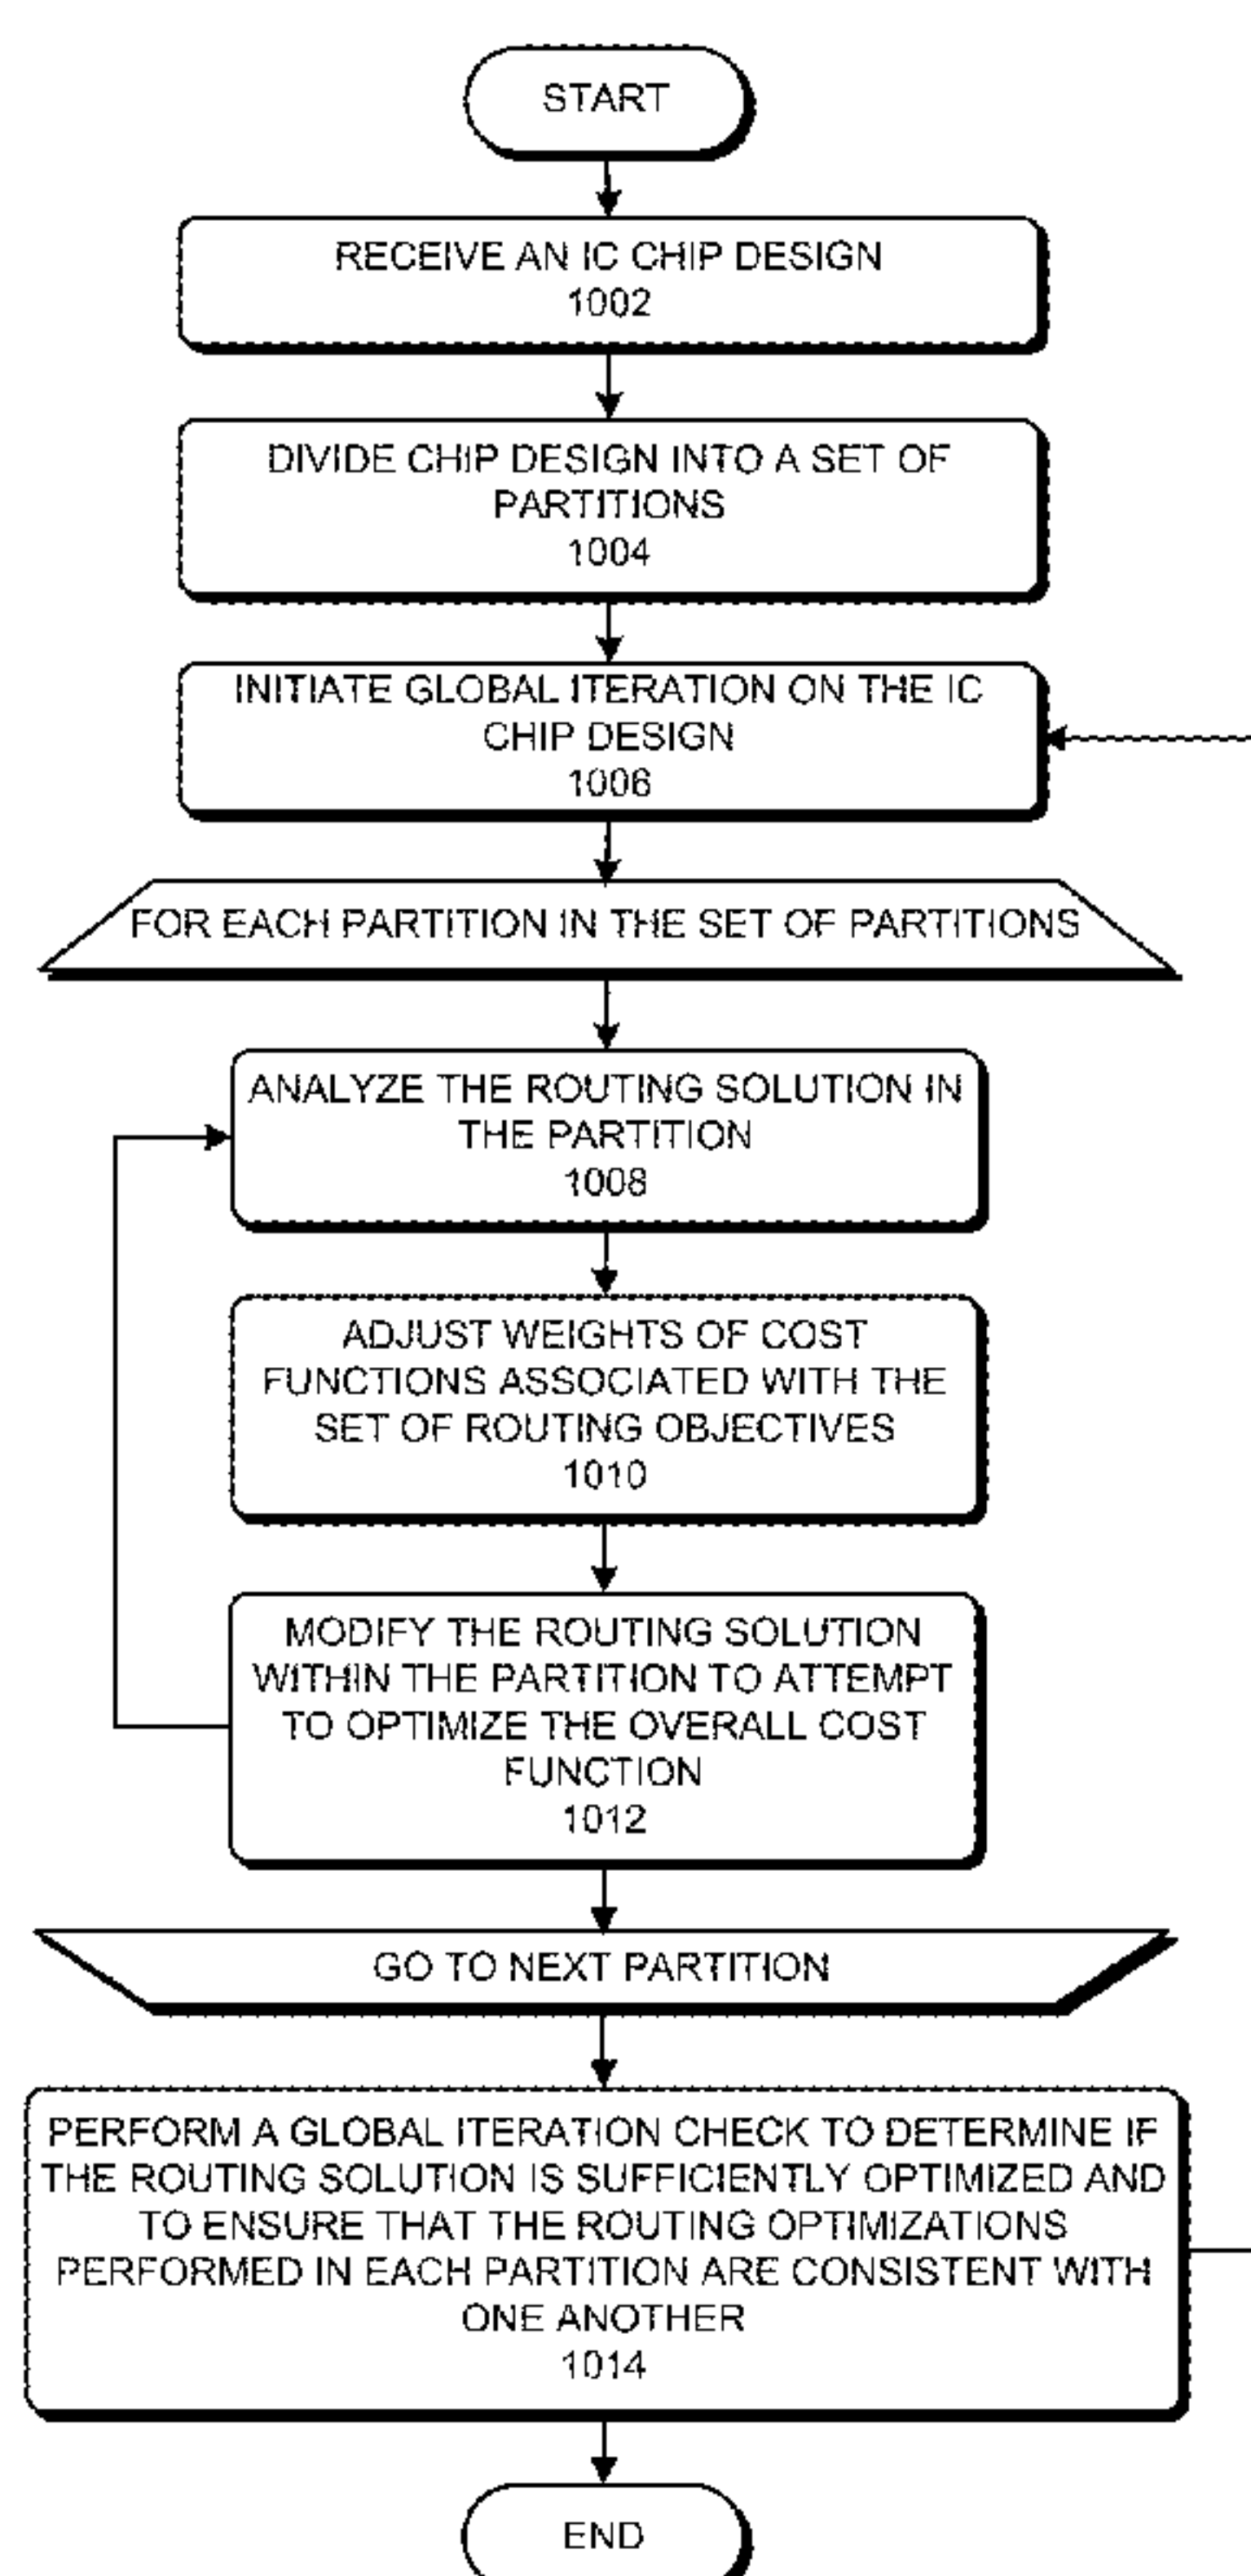 START
RECEIVE AN IC CHIP DESIGN
1002
DIVIDE CHIP DESIGN INTO A SET OF
PARTITIONS
1004
INITIATE GLOBAL ITERATION ON THE IC
CHIP DESIGN
1006
FOR EACH PARTITION IN THE SET OF PARTITIONS
ANALYZE THE ROUTING SOLUTION IN
THE PARTITION
1008
ADJUST WEIGHTS OF COST
FUNCTIONS ASSOCIATED WITH THE
SET OF ROUTING OBJECTIVES
1010
MODIFY THE ROUTING SOLUTION
WITHIN THE PARTITION TO ATTEMPT
TO OPTIMIZE THE OVERALL COST
FUNCTION
1012
GO TO NEXT PARTITION
PERFORM A GLOBAL ITERATION CHECK TO DETERMINE IF
THE ROUTING SOLUTION IS SUFFICIENTLY OPTIMIZED AND
TO ENSURE THAT THE ROUTING OPTIMIZATIONS
PERFORMED IN EACH PARTITION ARE CONSISTENT WITH
ONE ANOTHER
1014
END